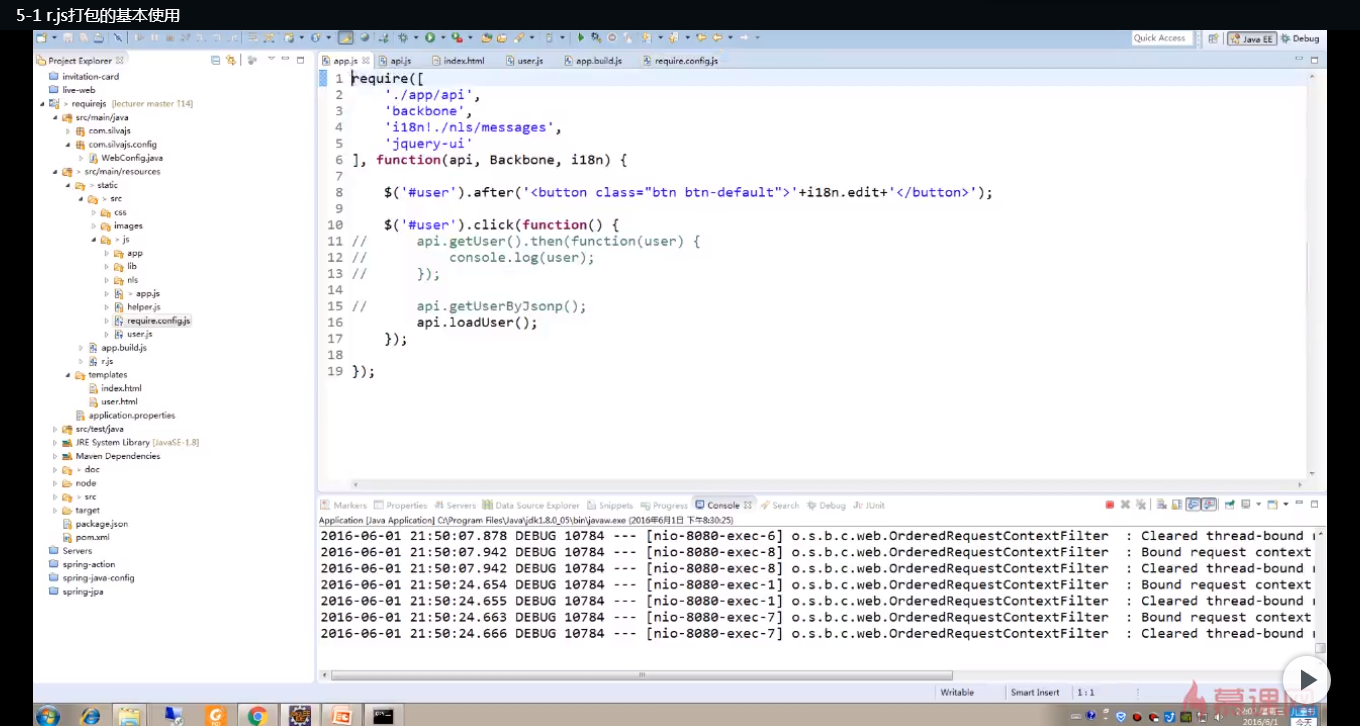 5-1 r.js打包的基本使用
Quick Access
Java EE
Debug
Project Explorer
invitation-card
live-web
> requirejs [lecturer master 114]
src/main/java
com.silvajs
com.silvajs.config
WebConfig.java
> src/main/resources
> static
> src
css
images
> js
app
lib
nls
> app.js
helper.js
require.config.js
user.js
app.build.js
r.js
templates
index.html
user.html
application.properties
src/test/java
JRE System Library [JavaSE-1.8]
Maven Dependencies
> doc
node
> src
target
package.json
pom.xml
Servers
spring-action
spring-java-config
spring-jpa
app.js
api.js
index.html
user.js
app.build.js
require.config.js
1 require([
2 './app/api',
3 'backbone',
4 'i18n!./nls/messages',
5 'jquery-ui'
6 ], function(api, Backbone, i18n) {
7
8 $('#user').after('<button class="btn btn-default">'+i18n.edit+'</button>');
9
10 $('#user').click(function() {
11 // api.getUser().then(function(user) {
12 // console.log(user);
13 // });
14
15 // api.getUserByJsonp();
16 api.loadUser();
17 });
18
19 });
Markers
Properties
Servers
Data Source Explorer
Snippets
Progress
Console
Search
Debug
JUnit
Application [Java Application] C:\Program Files\Java\jdk1.8.0_05\bin\javaw.exe (2016年6月1日 下午8:30:25)
2016-06-01 21:50:07.878 DEBUG 10784 --- [nio-8080-exec-6] o.s.b.c.web.OrderedRequestContextFilter : Cleared thread-bound
2016-06-01 21:50:07.942 DEBUG 10784 --- [nio-8080-exec-8] o.s.b.c.web.OrderedRequestContextFilter : Bound request context
2016-06-01 21:50:07.942 DEBUG 10784 --- [nio-8080-exec-8] o.s.b.c.web.OrderedRequestContextFilter : Cleared thread-bound
2016-06-01 21:50:24.654 DEBUG 10784 --- [nio-8080-exec-1] o.s.b.c.web.OrderedRequestContextFilter : Bound request context
2016-06-01 21:50:24.655 DEBUG 10784 --- [nio-8080-exec-1] o.s.b.c.web.OrderedRequestContextFilter : Cleared thread-bound
2016-06-01 21:50:24.663 DEBUG 10784 --- [nio-8080-exec-7] o.s.b.c.web.OrderedRequestContextFilter : Bound request context
2016-06-01 21:50:24.666 DEBUG 10784 --- [nio-8080-exec-7] o.s.b.c.web.OrderedRequestContextFilter : Cleared thread-bound
Writable
Smart Insert
1 : 1
慕课网
2016/6/1
儿童节
今天